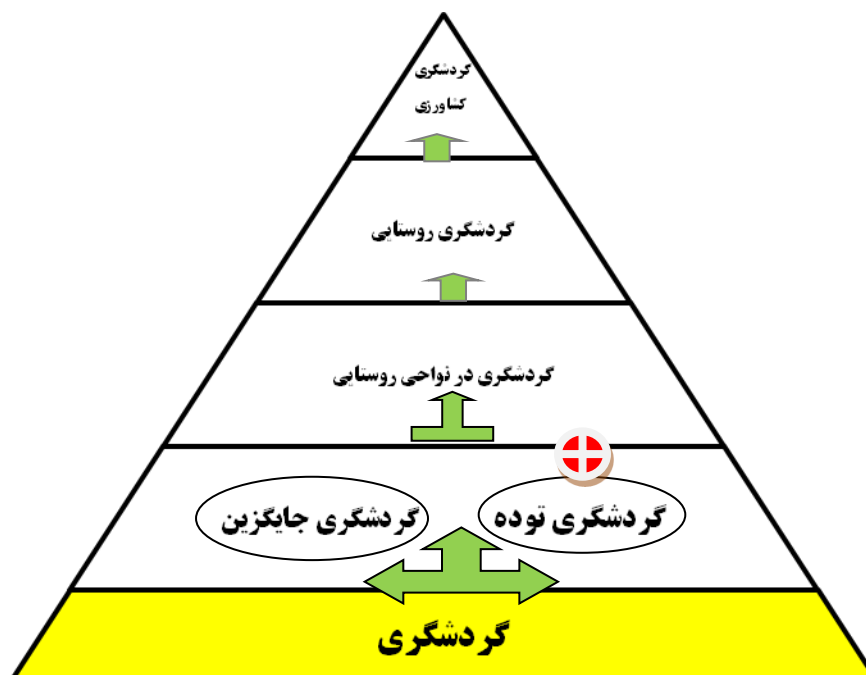 گردشگری
کشاورزی
گردشگری روستایی
گردشگری در نواحی روستایی
گردشگری توده
گردشگری جایگزین
گردشگری